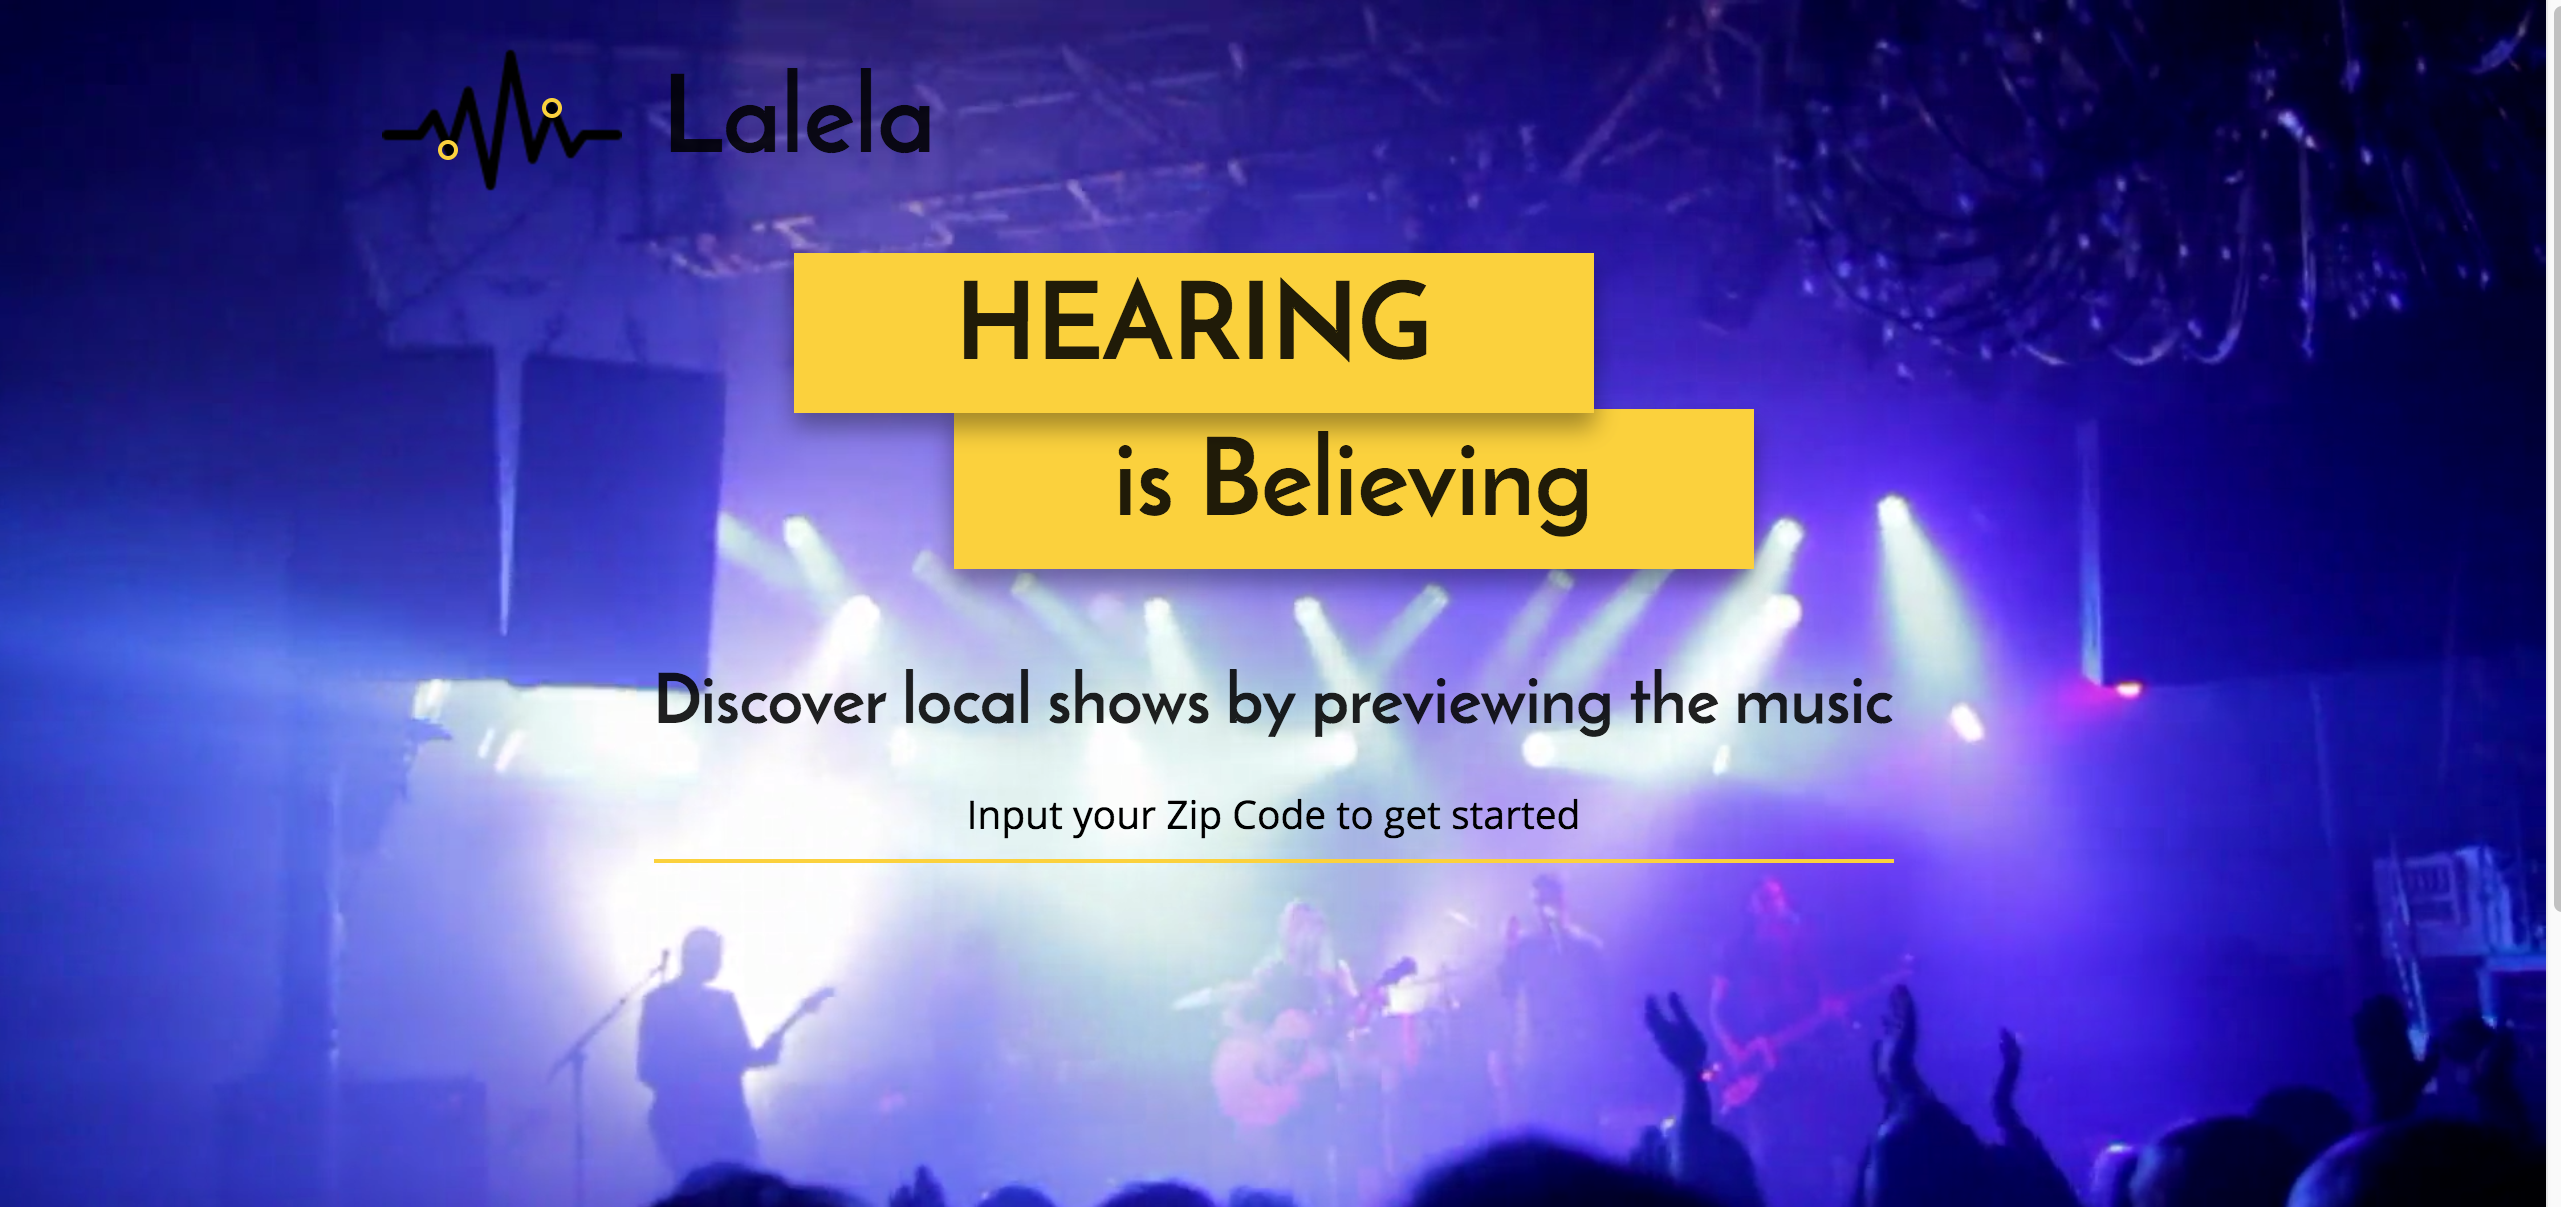 Lalela
HEARING
is Believing
Discover local shows by previewing the music
Input your Zip Code to get started